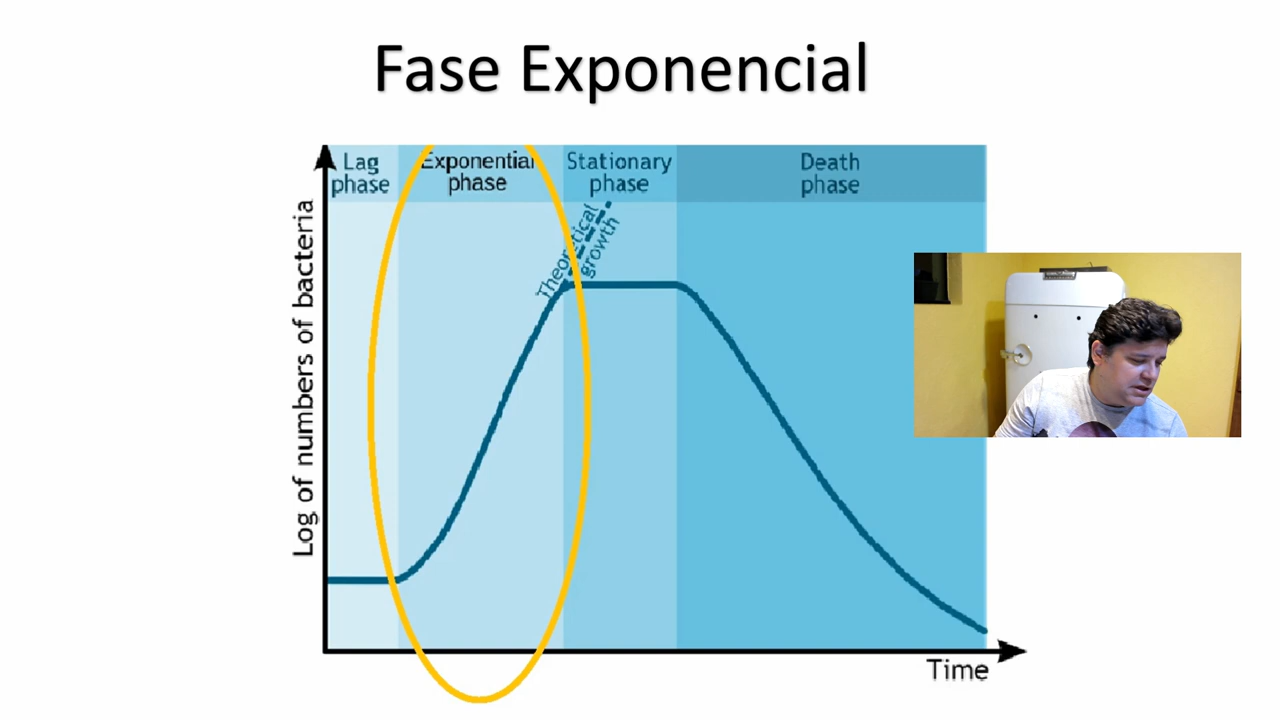 Fase Exponencial
Lag
phase
Exponential
phase
Stationary
phase
Death
phase
Theoretical
growth
Log of numbers of bacteria
Time